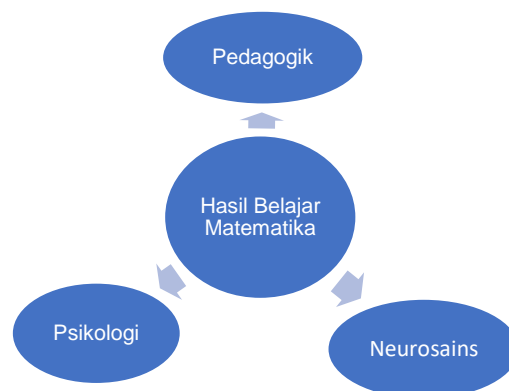 Pedagogik
Hasil Belajar
Matematika
Psikologi
Neurosains